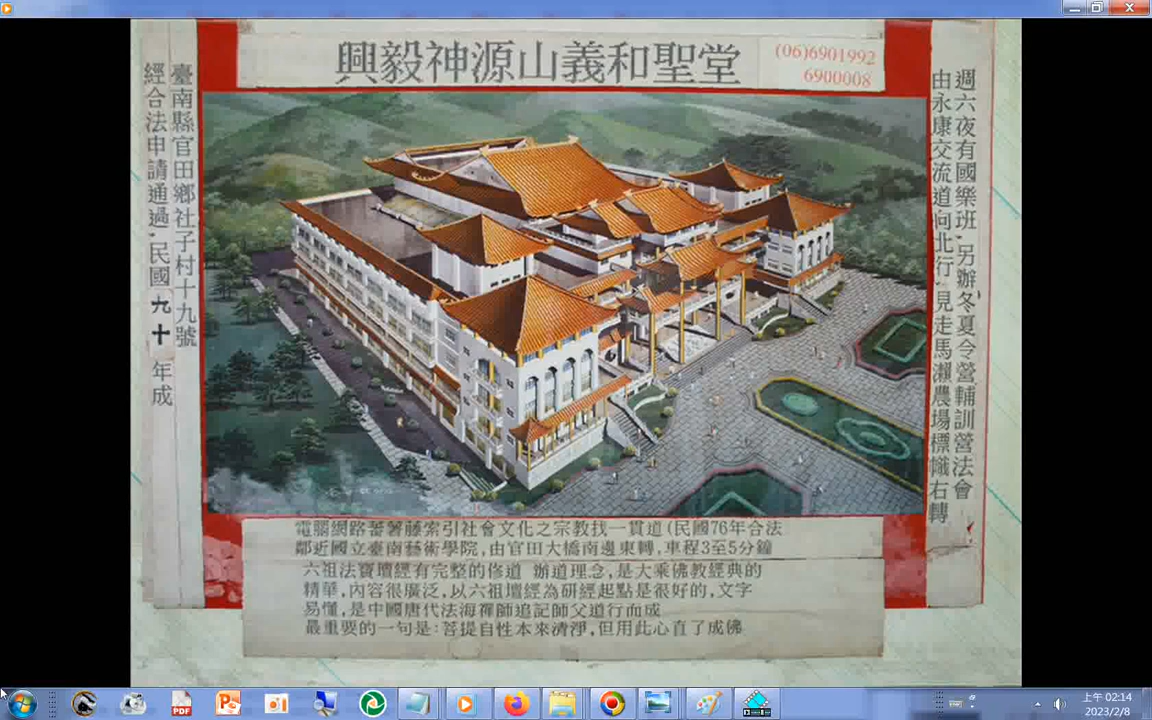 興毅神源山義和聖堂
(06)6901992
6900008
週六夜有國樂班.另辦冬夏令營輔訓營法會
由永康交流道向北行.見走馬瀨農場標幟右轉
臺南縣官田鄉社子村十九號
經合法申請通過.民國九十年成
電腦網路蕃薯藤索引社會文化之宗教找一貫道(民國76年合法
鄰近國立臺南藝術學院,由官田大橋南邊東轉,車程3至5分鐘
六祖法寶壇經有完整的修道 辦道理念,是大乘佛教經典的
精華,內容很廣泛,以六祖壇經為研經起點是很好的,文字
易懂,是中國唐代法海禪師追記師父道行而成
最重要的一句是:菩提自性本來清淨,但用此心直了成佛
上午 02:14
2023/2/8